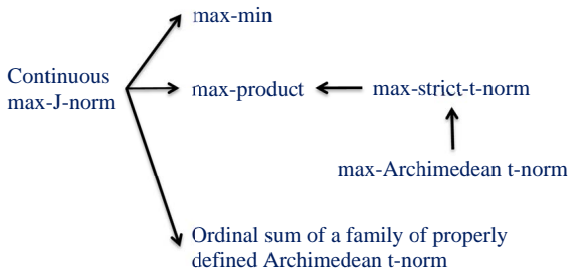 max-min
Continuous
max-J-norm
max-product
max-strict-t-norm
max-Archimedean t-norm
Ordinal sum of a family of properly
defined Archimedean t-norm